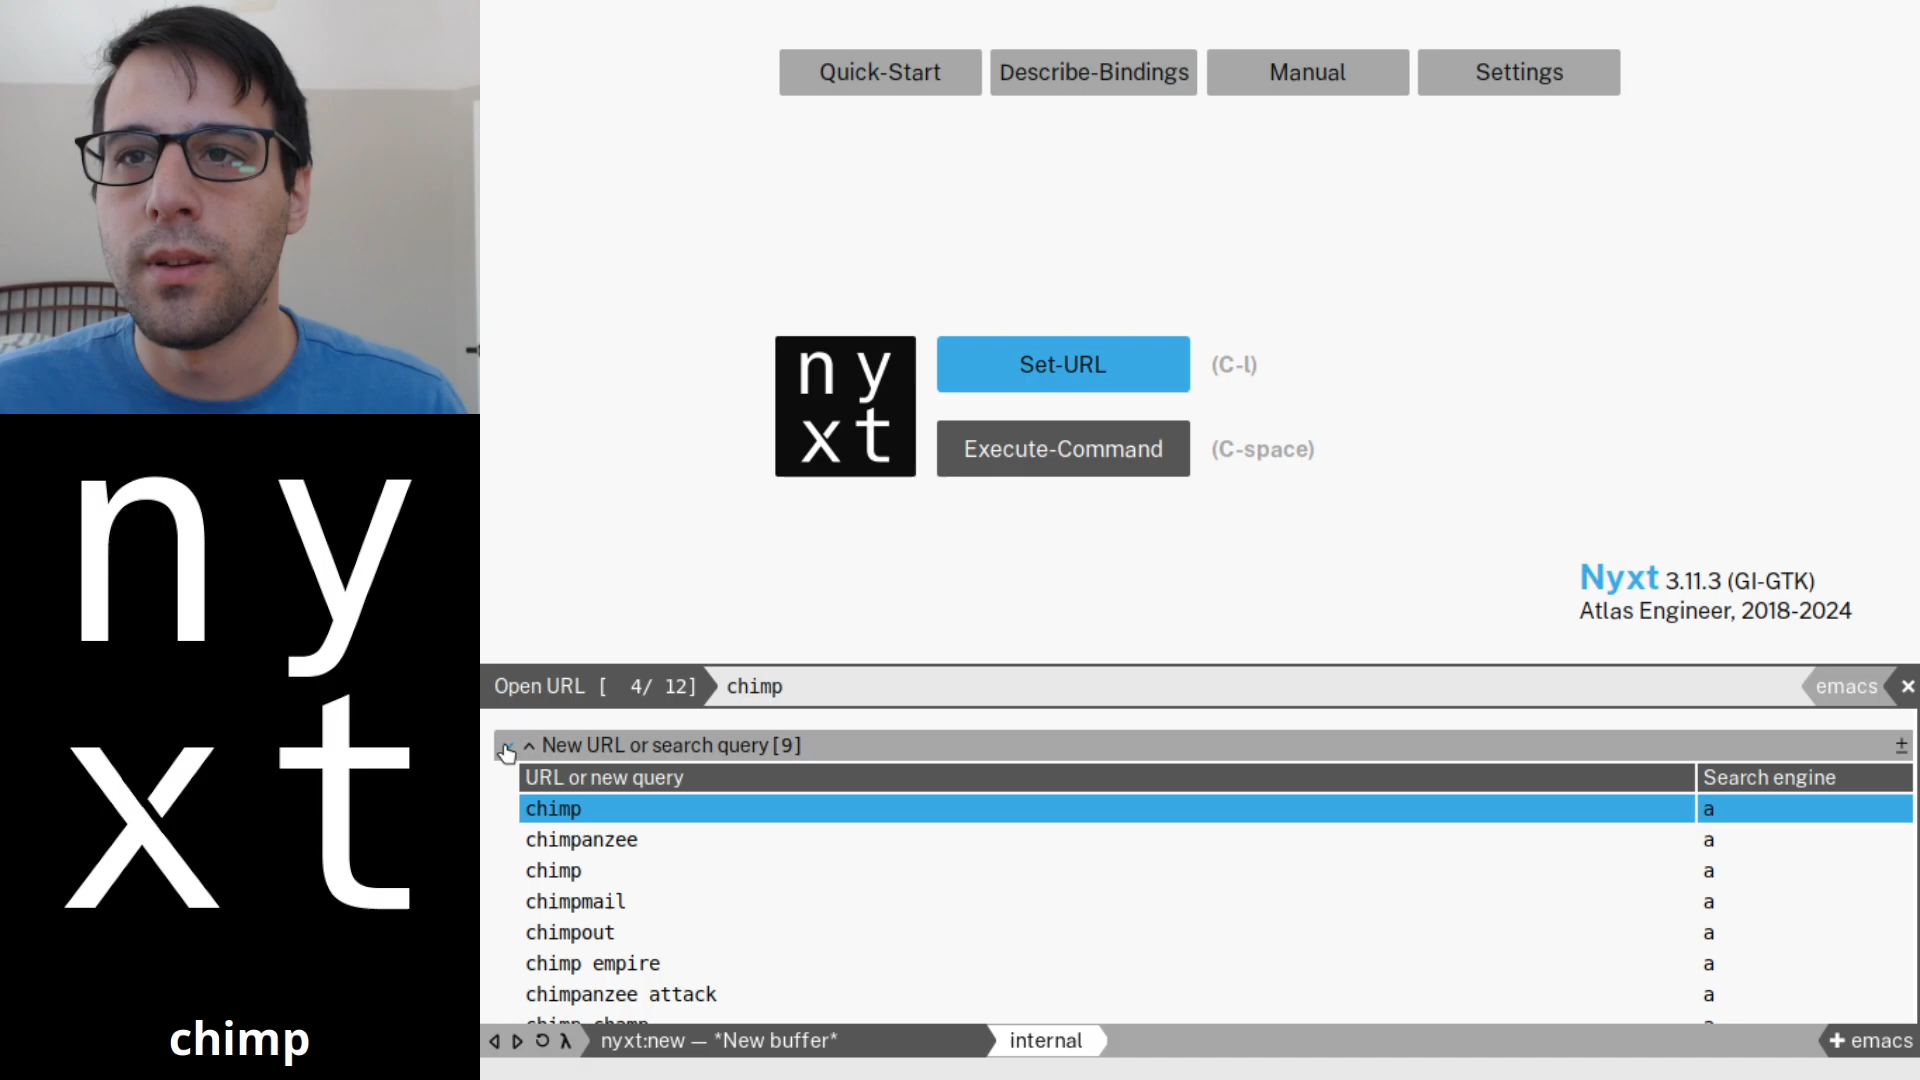 Quick-Start
Describe-Bindings
Manual
Settings
n y
x t
Set-URL
(C-l)
Execute-Command
(C-space)
Nyxt 3.11.3 (GI-GTK)
Atlas Engineer, 2018-2024
n y
x t
chimp
Open URL [ 4/ 12] chimp
emacs ×
^ New URL or search query [9] ±
URL or new query Search engine
chimp a
chimpanzee a
chimp a
chimpmail a
chimpout a
chimp empire a
chimpanzee attack a
λ nyxt:new — *New buffer* internal + emacs